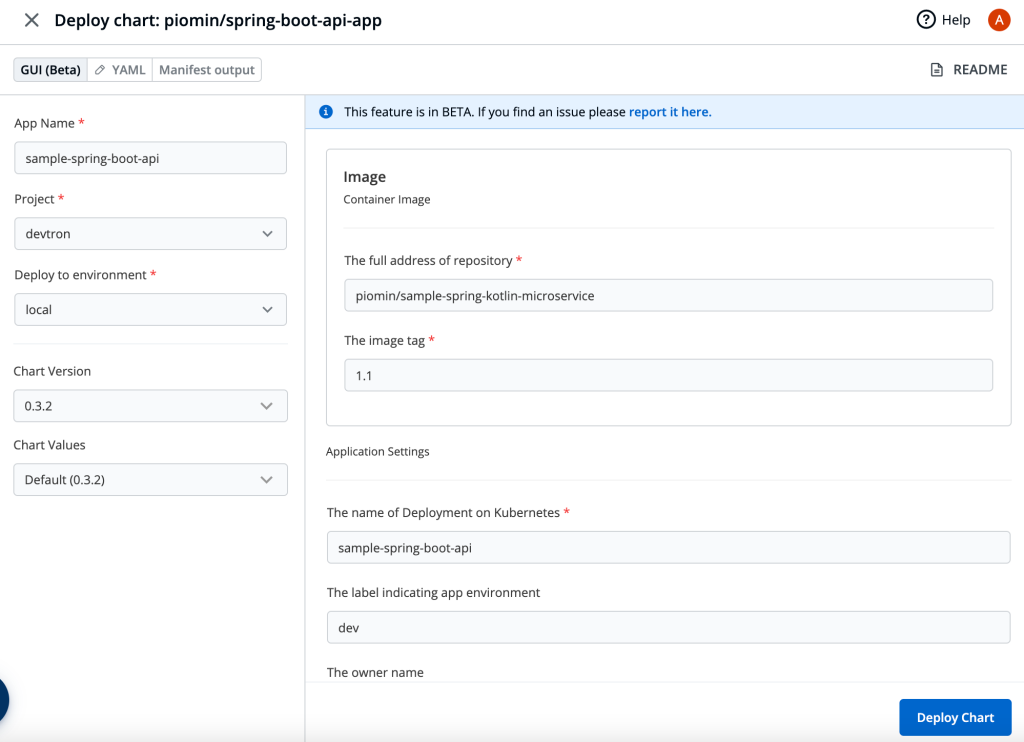 Deploy chart: piomin/spring-boot-api-app
Help
A
GUI (Beta)
YAML
Manifest output
README
App Name *
sample-spring-boot-api
Project *
devtron
Deploy to environment *
local
Chart Version
0.3.2
Chart Values
Default (0.3.2)
This feature is in BETA. If you find an issue please report it here.
Image
Container Image
The full address of repository *
piomin/sample-spring-kotlin-microservice
The image tag *
1.1
Application Settings
The name of Deployment on Kubernetes *
sample-spring-boot-api
The label indicating app environment
dev
The owner name
Deploy Chart